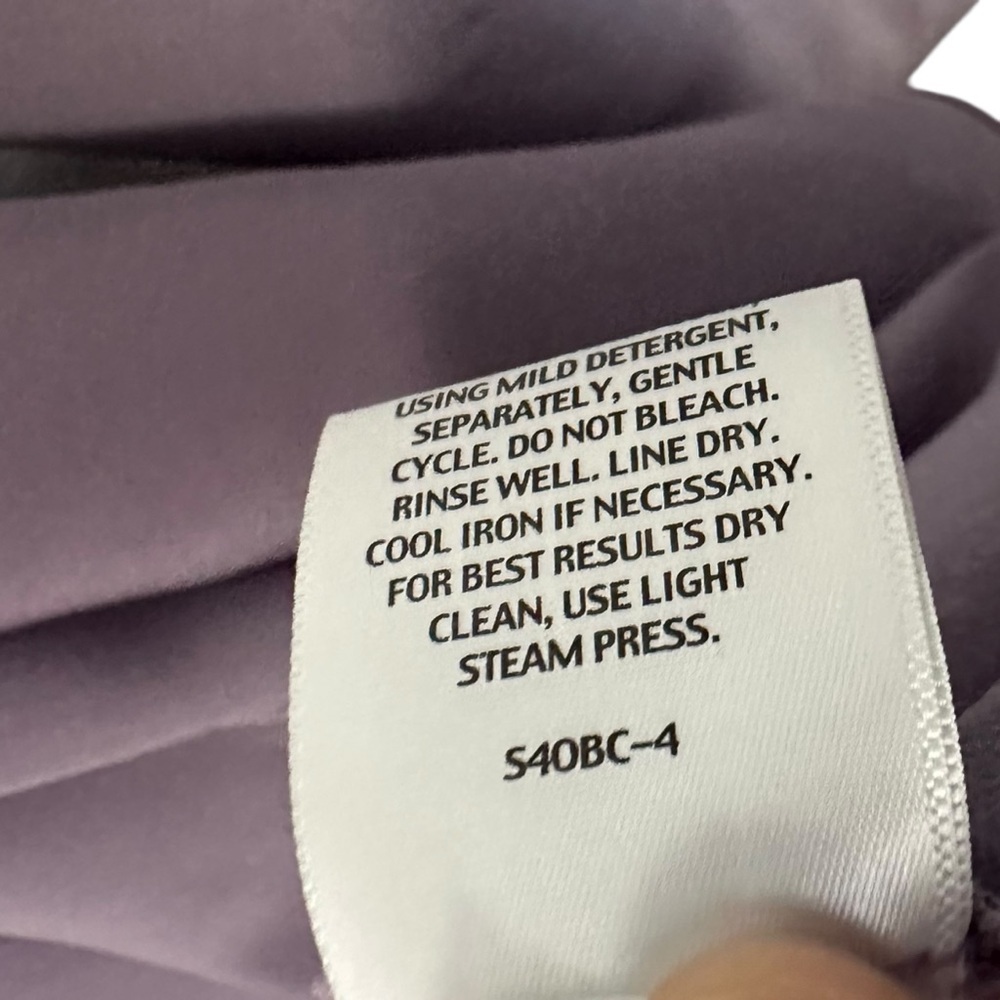 USING MILD DETERGENT,
SEPARATELY, GENTLE
CYCLE. DO NOT BLEACH.
RINSE WELL. LINE DRY.
COOL IRON IF NECESSARY.
FOR BEST RESULTS DRY
CLEAN, USE LIGHT
STEAM PRESS.
S40BC-4